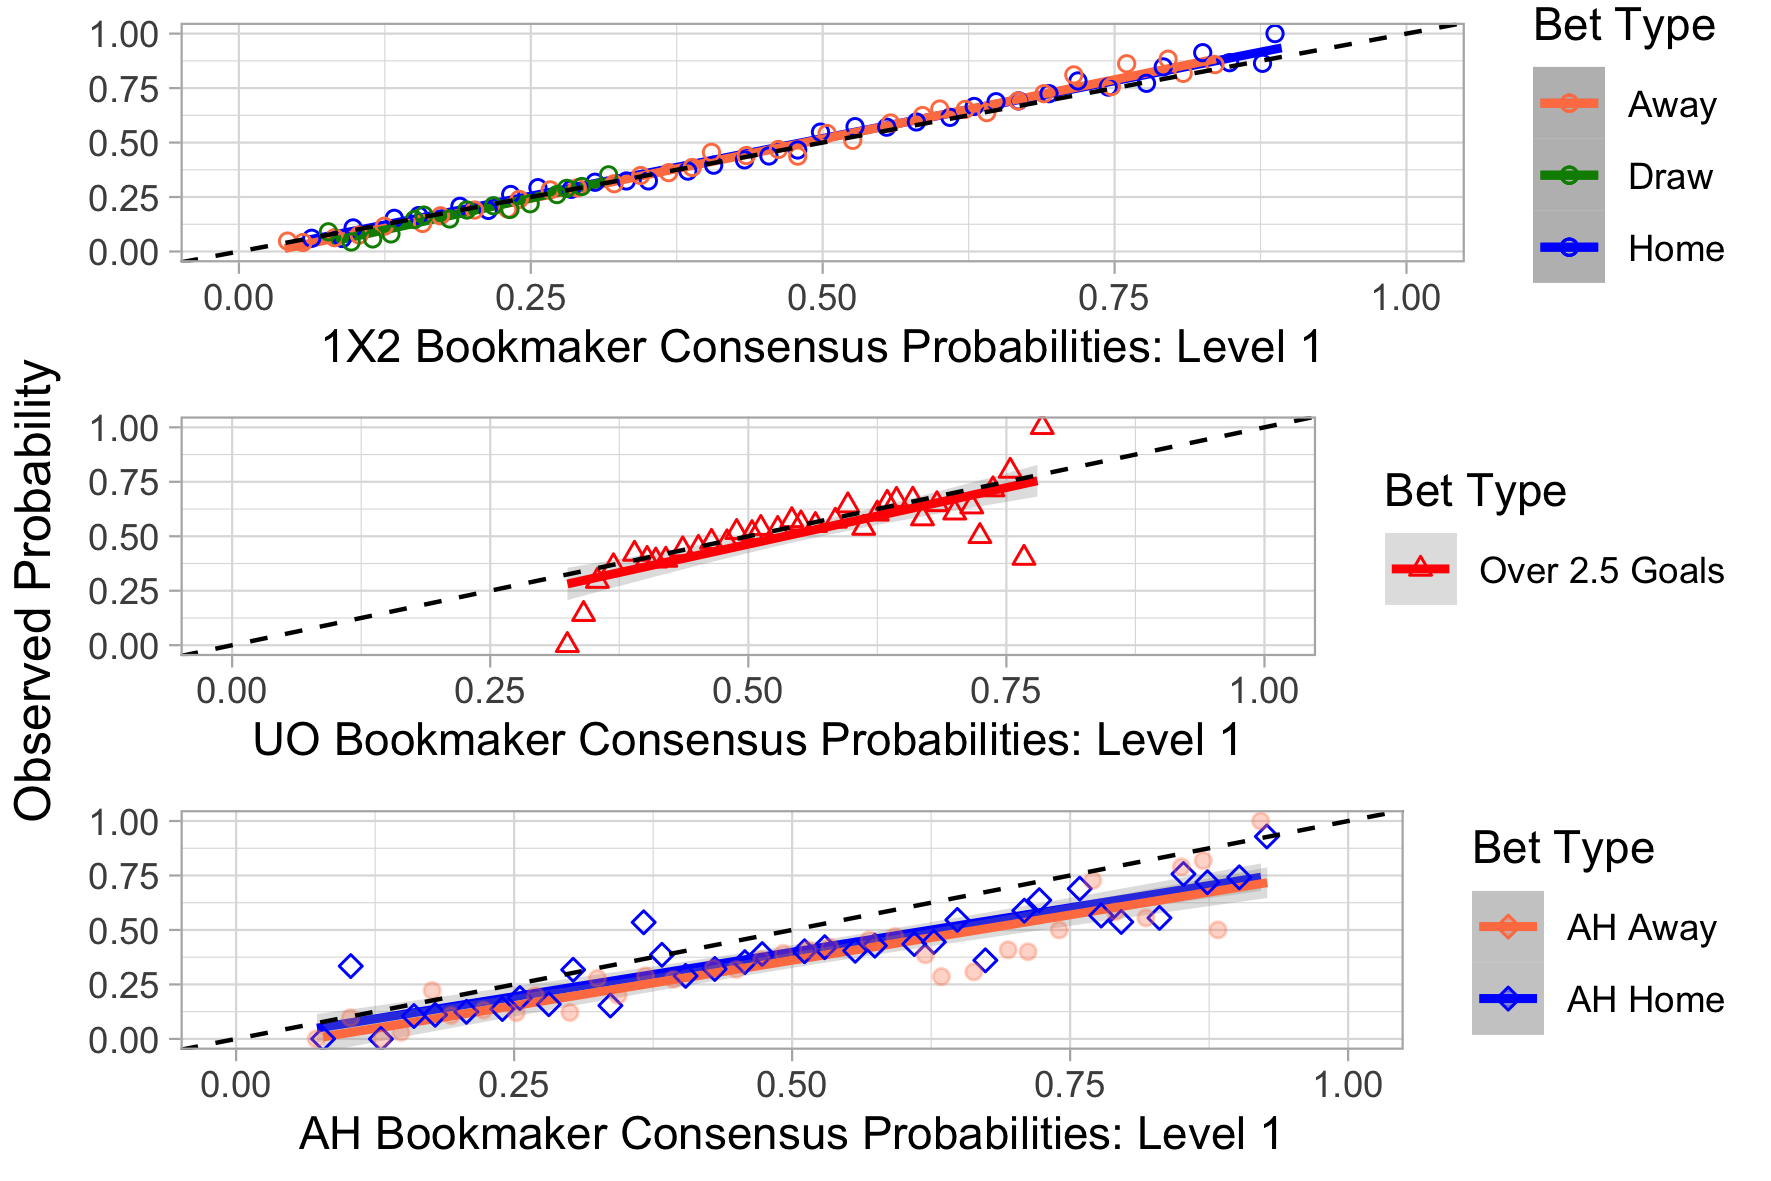 Observed Probability
1.00
0.75
0.50
0.25
0.00
0.00 0.25 0.50 0.75 1.00
1X2 Bookmaker Consensus Probabilities: Level 1
Bet Type
Away
Draw
Home
1.00
0.75
0.50
0.25
0.00
0.00 0.25 0.50 0.75 1.00
UO Bookmaker Consensus Probabilities: Level 1
Bet Type
Over 2.5 Goals
1.00
0.75
0.50
0.25
0.00
0.00 0.25 0.50 0.75 1.00
AH Bookmaker Consensus Probabilities: Level 1
Bet Type
AH Away
AH Home